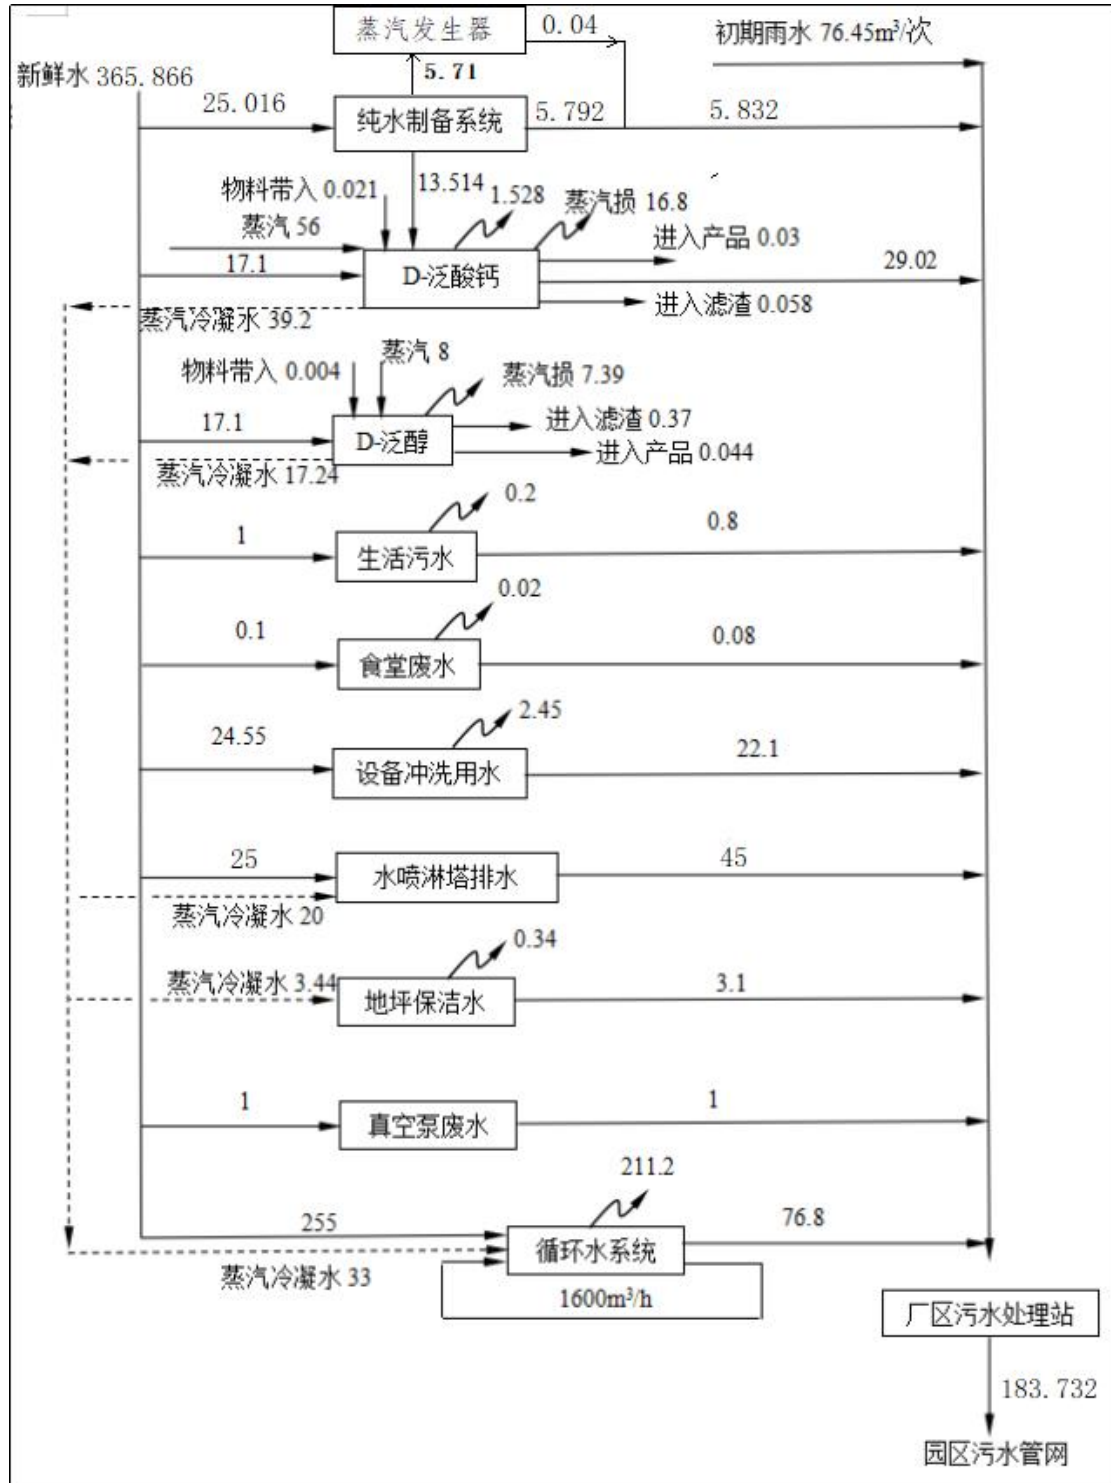 蒸汽发生器
0.04
初期雨水 76.45m³/次
新鲜水 365.866
5.71
25.016
纯水制备系统
5.792
5.832
物料带入 0.021
13.514
1.528
蒸汽损 16.8
蒸汽 56
进入产品 0.03
17.1
D-泛酸钙
29.02
进入滤渣 0.058
蒸汽冷凝水 39.2
蒸汽 8
物料带入 0.004
蒸汽损 7.39
17.1
D-泛醇
进入滤渣 0.37
进入产品 0.044
蒸汽冷凝水 17.24
0.2
1
生活污水
0.8
0.02
0.1
食堂废水
0.08
2.45
24.55
设备冲洗用水
22.1
25
水喷淋塔排水
45
蒸汽冷凝水 20
0.34
蒸汽冷凝水 3.44
地坪保洁水
3.1
1
真空泵废水
1
211.2
255
循环水系统
76.8
蒸汽冷凝水 33
1600m³/h
厂区污水处理站
183.732
园区污水管网